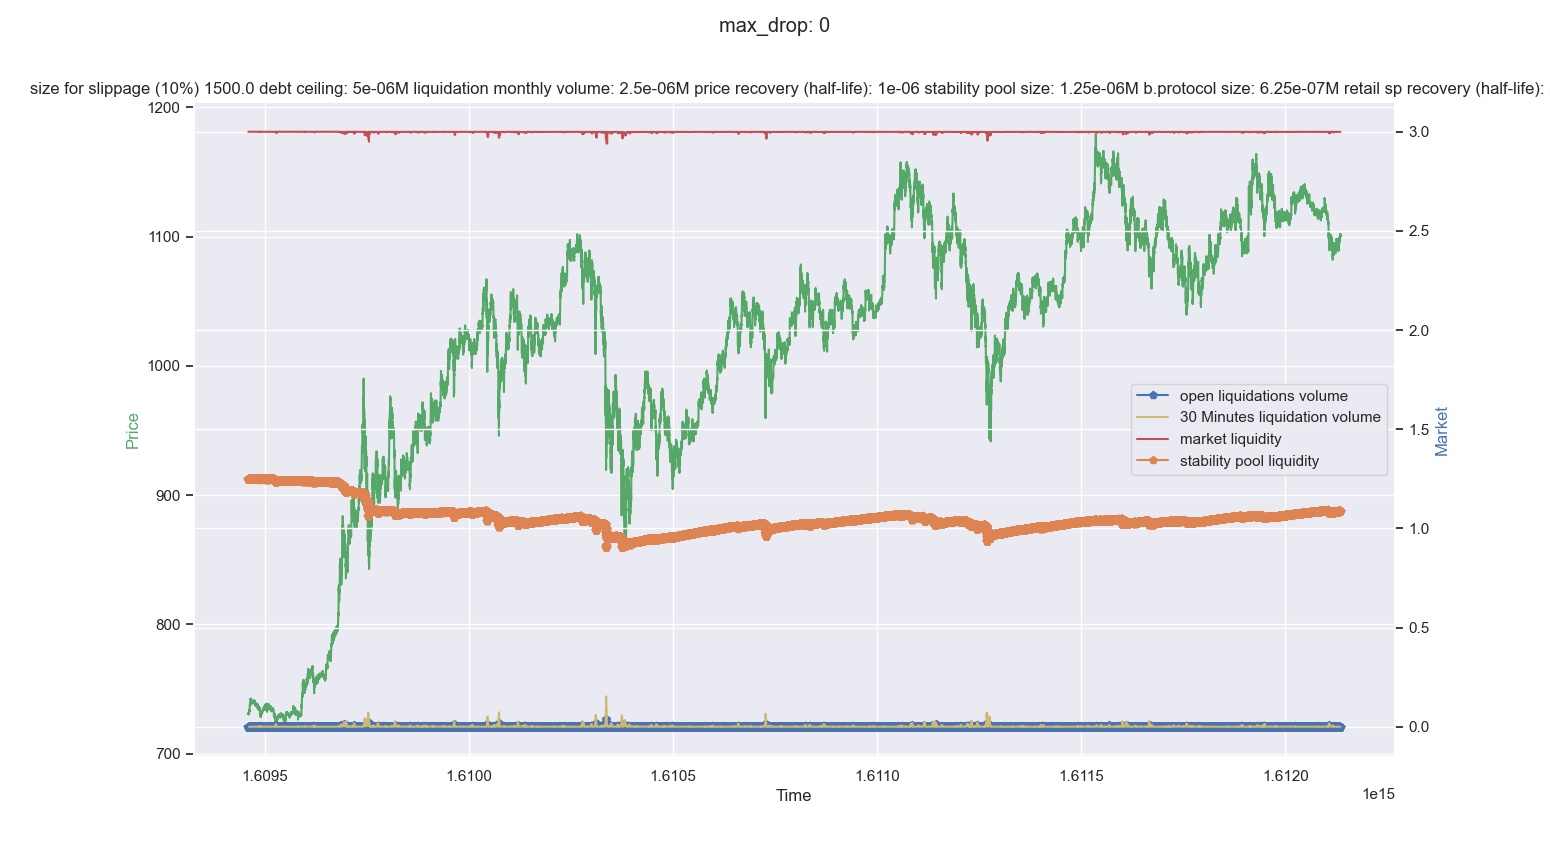 max_drop: 0
size for slippage (10%) 1500.0 debt ceiling: 5e-06M liquidation monthly volume: 2.5e-06M price recovery (half-life): 1e-06 stability pool size: 1.25e-06M b.protocol size: 6.25e-07M retail sp recovery (half-life):
1200
1100
1000
900
800
700
Price
3.0
2.5
2.0
1.5
1.0
0.5
0.0
Market
open liquidations volume
30 Minutes liquidation volume
market liquidity
stability pool liquidity
1.6095 1.6100 1.6105 1.6110 1.6115 1.6120
Time
1e15